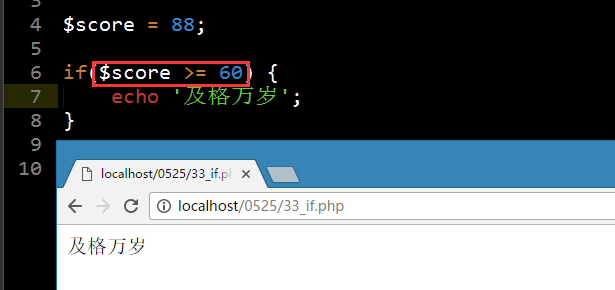 4 $score = 88;
5
6 if($score >= 60) {
7 echo '及格万岁';
8 }
9
10
localhost/0525/33_if.ph
localhost/0525/33_if.php
及格万岁